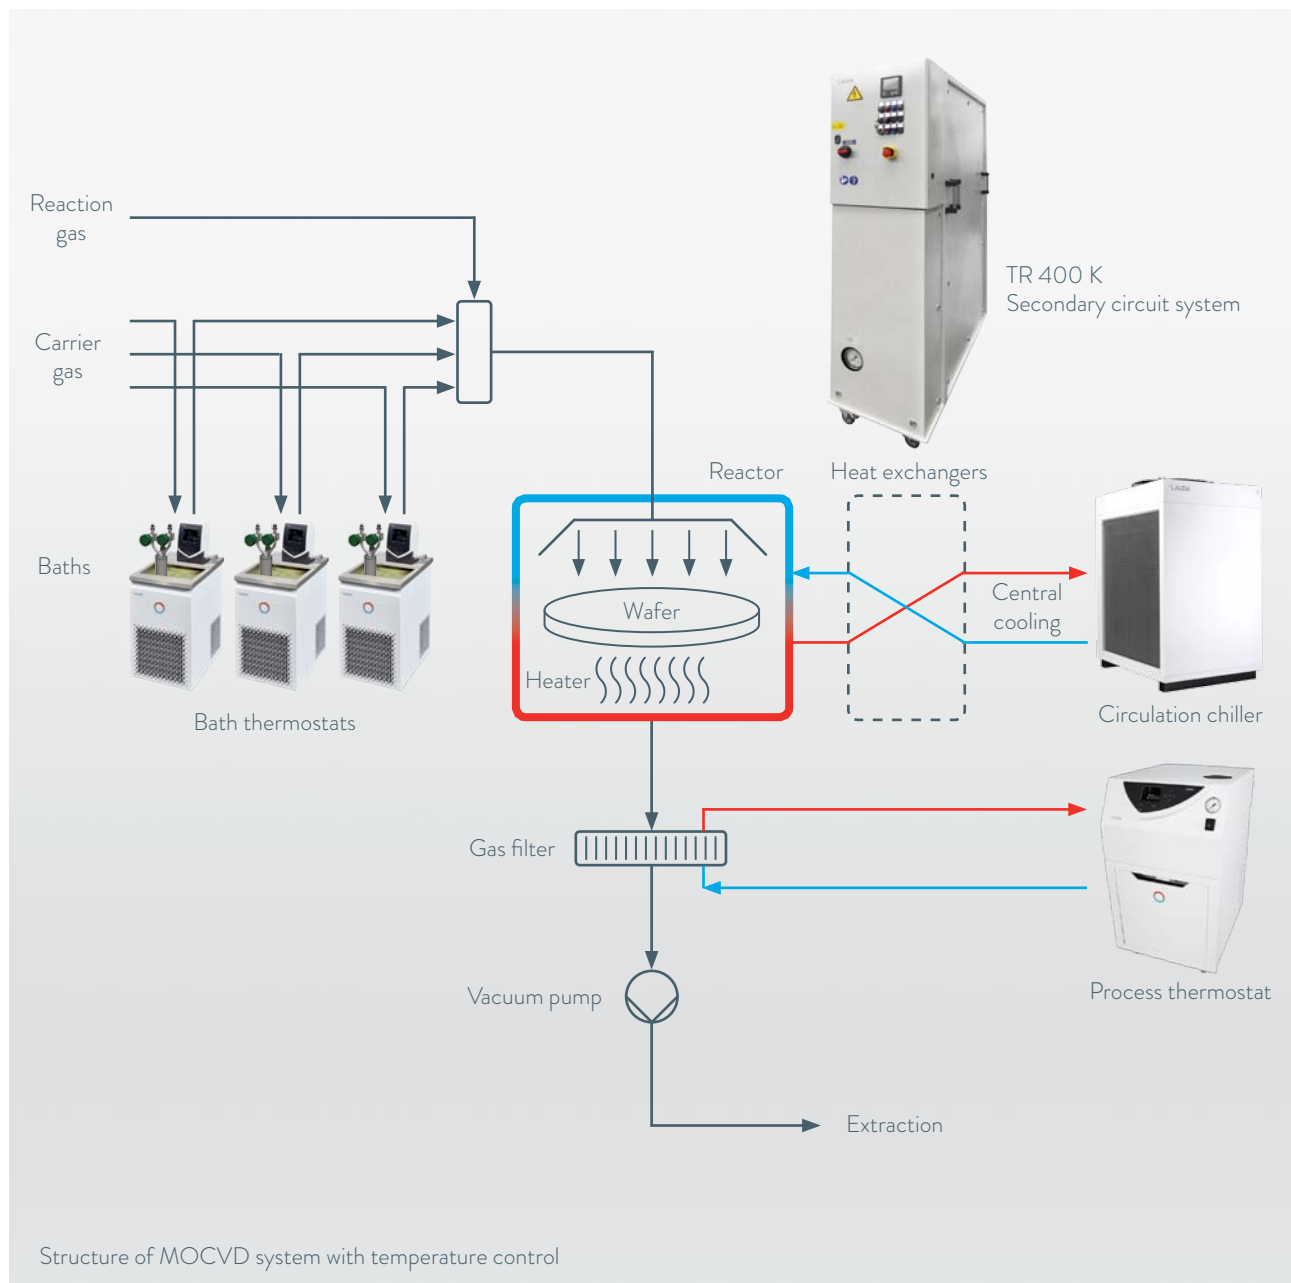 Reaction
gas
TR 400 K
Secondary circuit system
Carrier
gas
Reactor
Heat exchangers
LAUDA
Baths
Wafer
Central
cooling
Heater
Bath thermostats
Circulation chiller
Gas filter
Vacuum pump
Process thermostat
Extraction
Structure of MOCVD system with temperature control